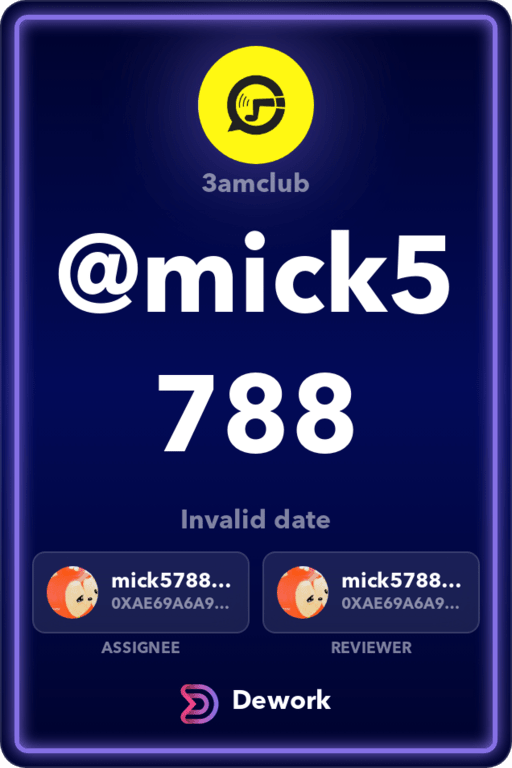 3amclub
@mick5
788
Invalid date
mick5788... mick5788...
0XAE69A6A9... 0XAE69A6A9...
ASSIGNEE REVIEWER
Dework